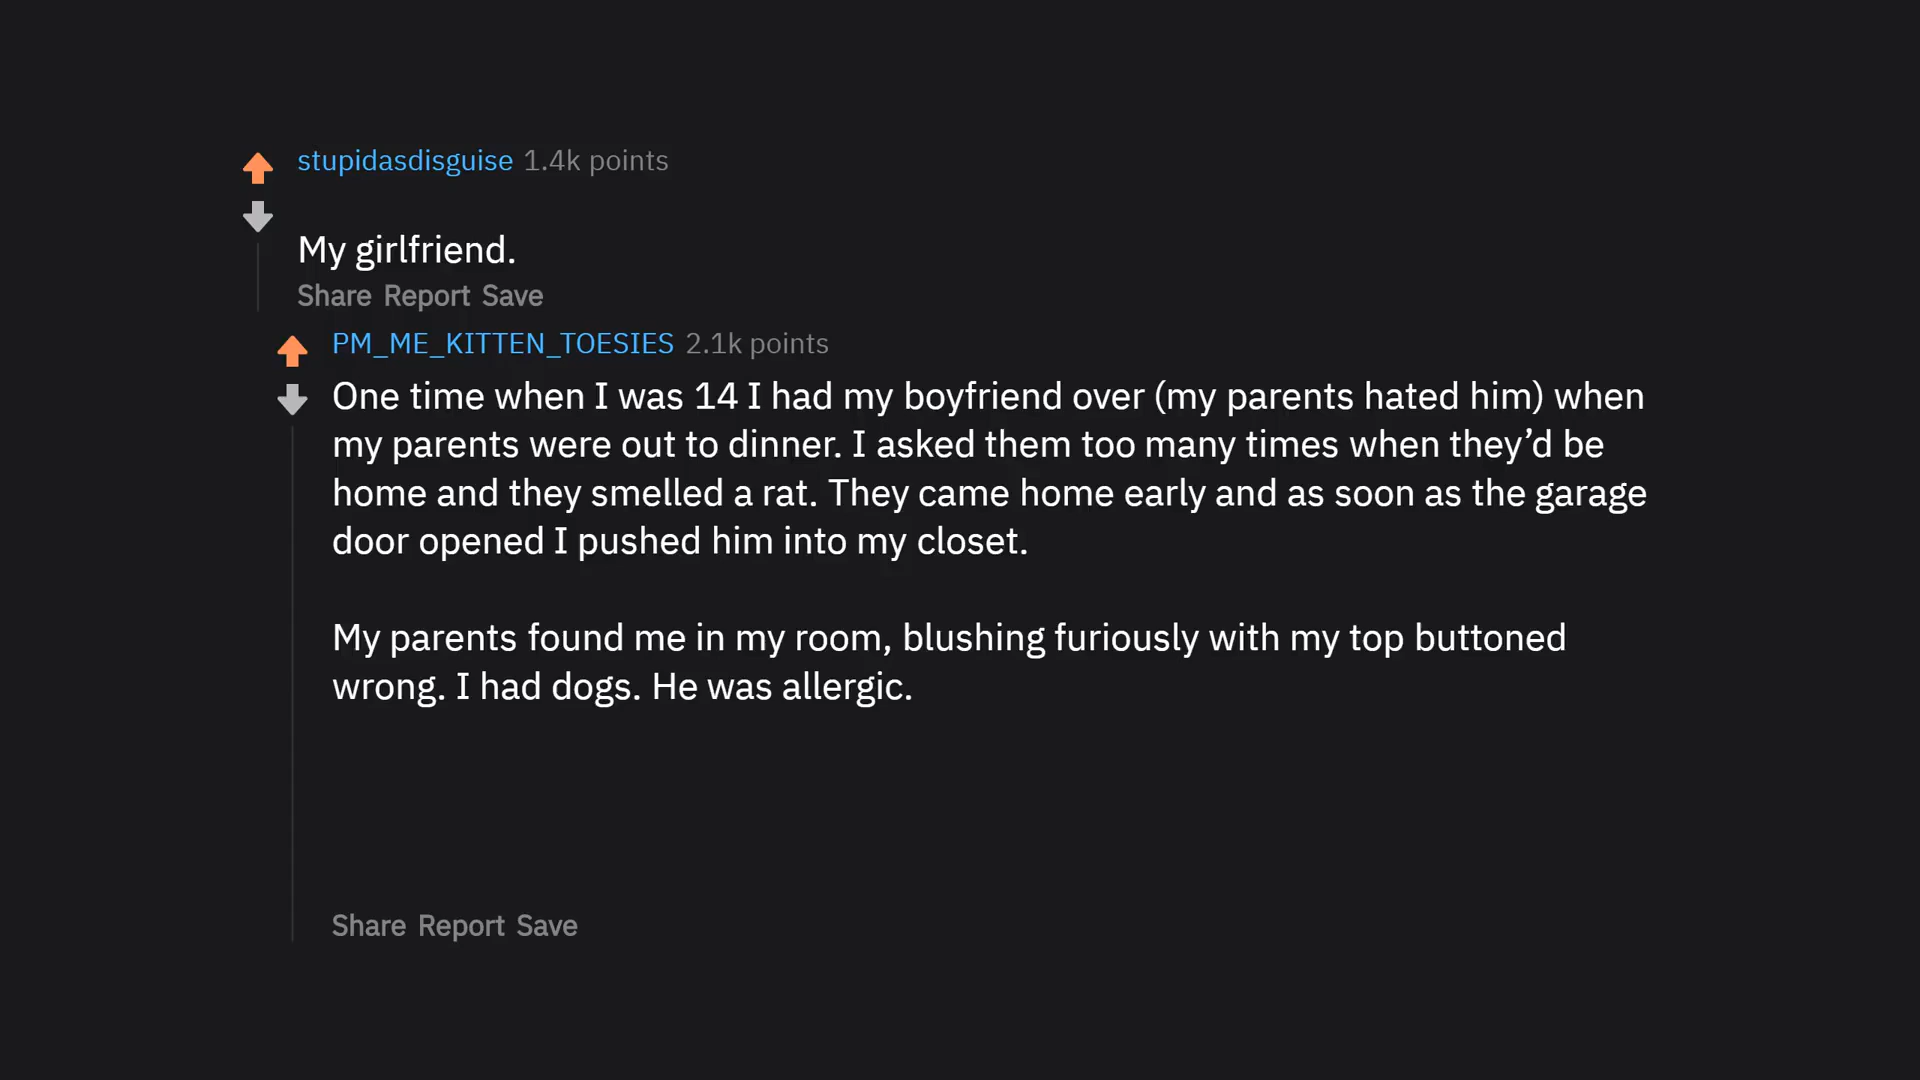 stupidasdisguise 1.4k points
My girlfriend.
Share Report Save
PM_ME_KITTEN_TOESIES 2.1k points
One time when I was 14 I had my boyfriend over (my parents hated him) when
my parents were out to dinner. I asked them too many times when they’d be
home and they smelled a rat. They came home early and as soon as the garage
door opened I pushed him into my closet.
My parents found me in my room, blushing furiously with my top buttoned
wrong. I had dogs. He was allergic.
Share Report Save